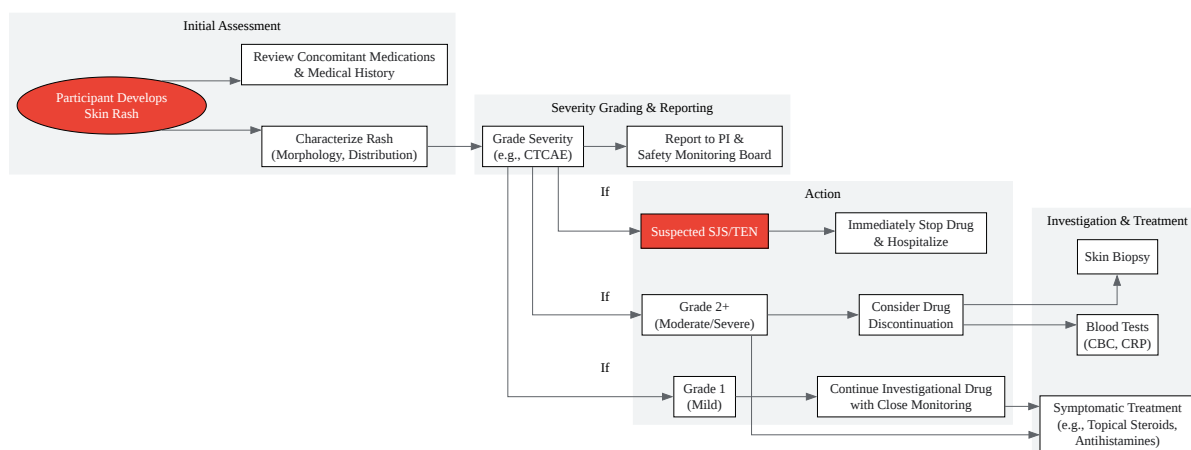 Initial Assessment
Review Concomitant Medications
& Medical History
Participant Develops
Skin Rash
Characterize Rash
(Morphology, Distribution)
Severity Grading & Reporting
Grade Severity
(e.g., CTCAE)
Report to PI &
Safety Monitoring Board
If
Action
Suspected SJS/TEN
Immediately Stop Drug
& Hospitalize
If
Grade 2+
(Moderate/Severe)
Consider Drug
Discontinuation
If
Grade 1
(Mild)
Continue Investigational Drug
with Close Monitoring
Investigation & Treatment
Skin Biopsy
Blood Tests
(CBC, CRP)
Symptomatic Treatment
(e.g., Topical Steroids,
Antihistamines)